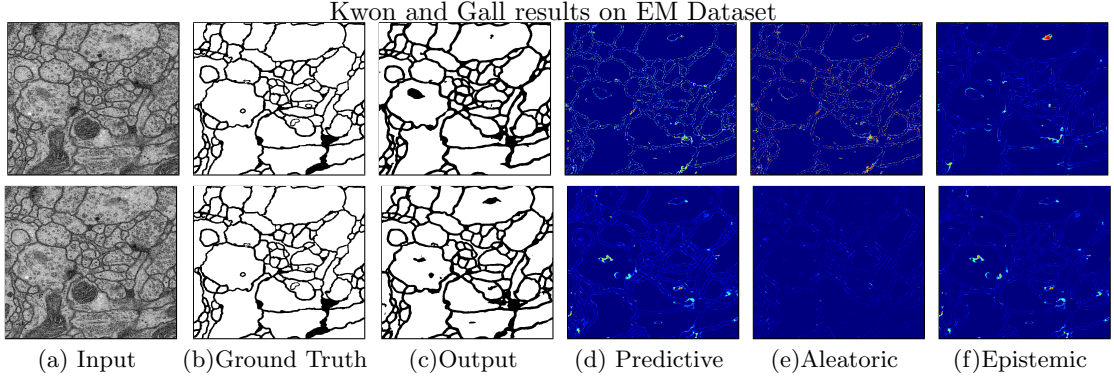 Kwon and Gall results on EM Dataset
(a) Input
(b)Ground Truth
(c)Output
(d) Predictive
(e)Aleatoric
(f)Epistemic